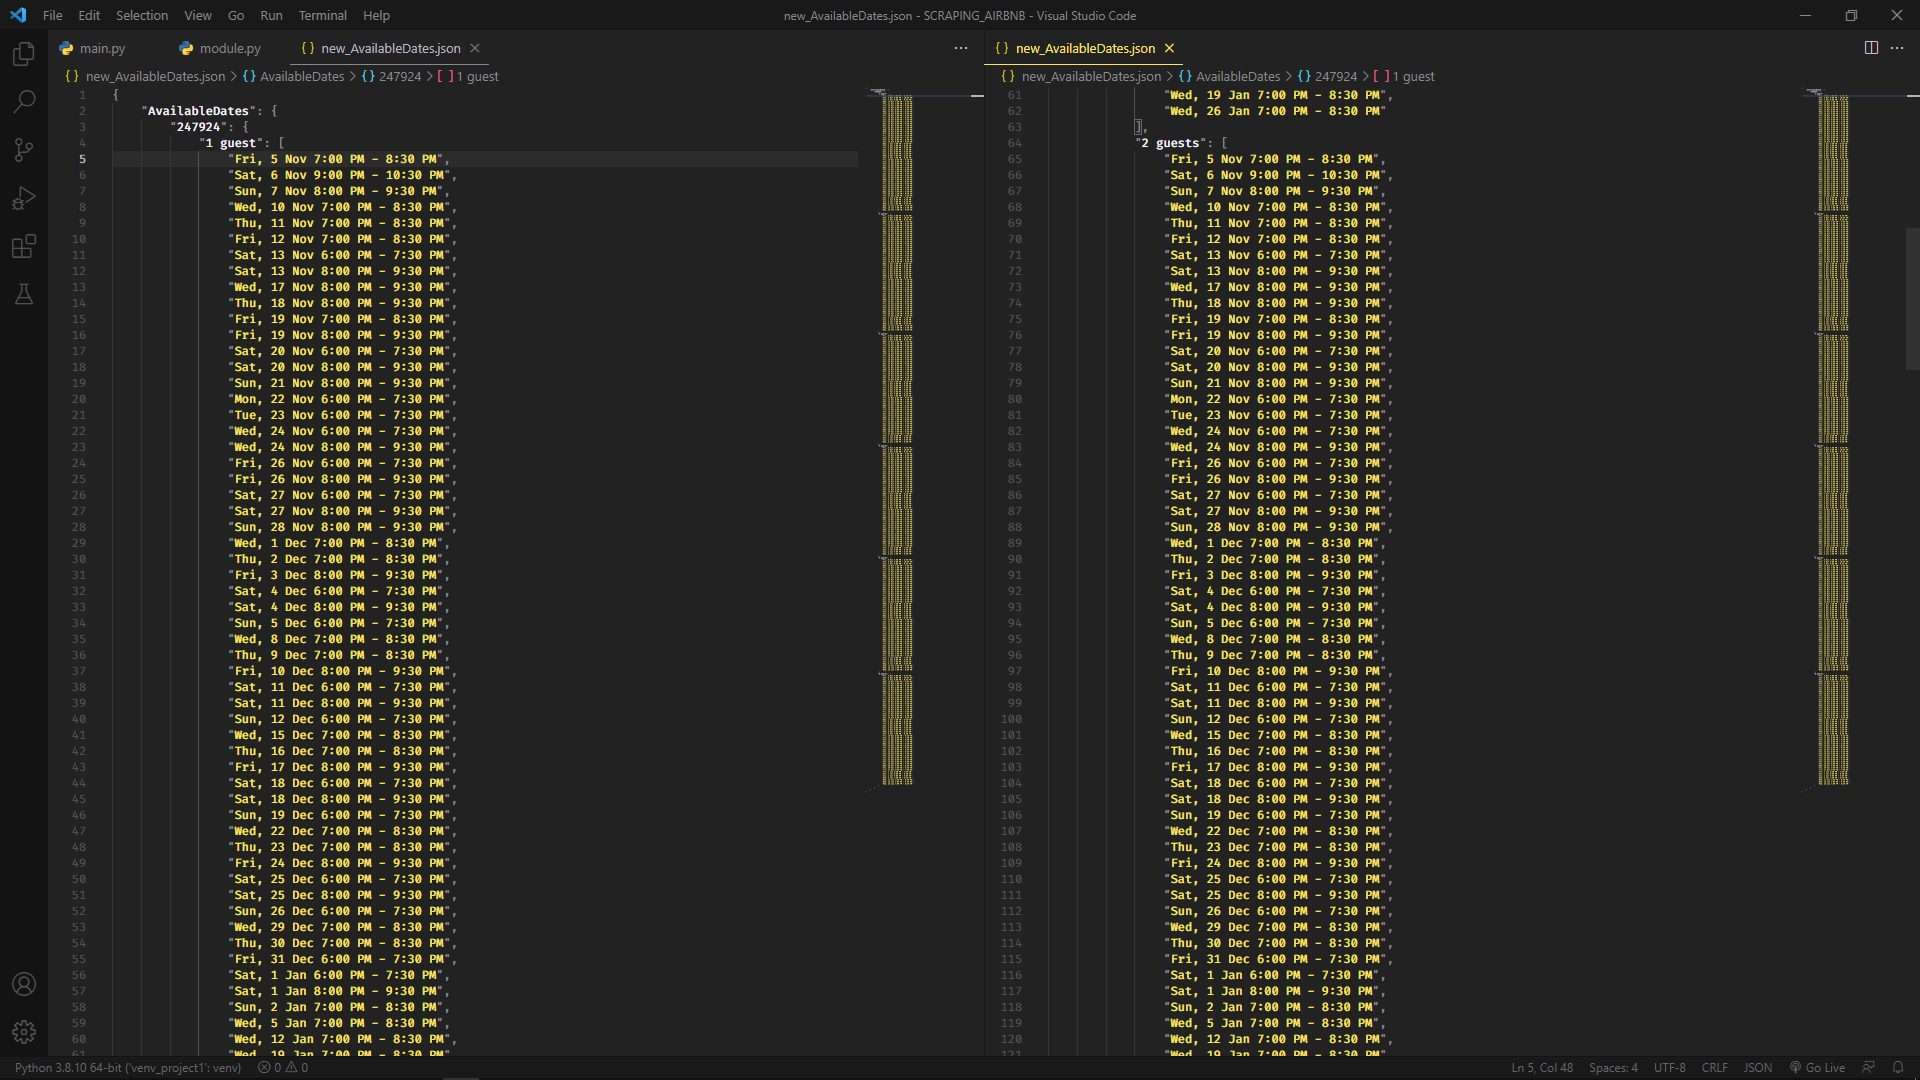 File Edit Selection View Go Run Terminal Help
new_AvailableDates.json - SCRAPING_AIRBNB - Visual Studio Code
main.py module.py {} new_AvailableDates.json
{} new_AvailableDates.json > {} AvailableDates > {} 247924 > [ ] 1 guest
1 {
2 "AvailableDates": {
3 "247924": {
4 "1 guest": [
5 "Fri, 5 Nov 7:00 PM - 8:30 PM",
6 "Sat, 6 Nov 9:00 PM - 10:30 PM",
7 "Sun, 7 Nov 8:00 PM - 9:30 PM",
8 "Wed, 10 Nov 7:00 PM - 8:30 PM",
9 "Thu, 11 Nov 7:00 PM - 8:30 PM",
10 "Fri, 12 Nov 7:00 PM - 8:30 PM",
11 "Sat, 13 Nov 6:00 PM - 7:30 PM",
12 "Sat, 13 Nov 8:00 PM - 9:30 PM",
13 "Wed, 17 Nov 8:00 PM - 9:30 PM",
14 "Thu, 18 Nov 8:00 PM - 9:30 PM",
15 "Fri, 19 Nov 7:00 PM - 8:30 PM",
16 "Fri, 19 Nov 8:00 PM - 9:30 PM",
17 "Sat, 20 Nov 6:00 PM - 7:30 PM",
18 "Sat, 20 Nov 8:00 PM - 9:30 PM",
19 "Sun, 21 Nov 8:00 PM - 9:30 PM",
20 "Mon, 22 Nov 6:00 PM - 7:30 PM",
21 "Tue, 23 Nov 6:00 PM - 7:30 PM",
22 "Wed, 24 Nov 6:00 PM - 7:30 PM",
23 "Wed, 24 Nov 8:00 PM - 9:30 PM",
24 "Fri, 26 Nov 6:00 PM - 7:30 PM",
25 "Fri, 26 Nov 8:00 PM - 9:30 PM",
26 "Sat, 27 Nov 6:00 PM - 7:30 PM",
27 "Sat, 27 Nov 8:00 PM - 9:30 PM",
28 "Sun, 28 Nov 8:00 PM - 9:30 PM",
29 "Wed, 1 Dec 7:00 PM - 8:30 PM",
30 "Thu, 2 Dec 7:00 PM - 8:30 PM",
31 "Fri, 3 Dec 8:00 PM - 9:30 PM",
32 "Sat, 4 Dec 6:00 PM - 7:30 PM",
33 "Sat, 4 Dec 8:00 PM - 9:30 PM",
34 "Sun, 5 Dec 6:00 PM - 7:30 PM",
35 "Wed, 8 Dec 7:00 PM - 8:30 PM",
36 "Thu, 9 Dec 7:00 PM - 8:30 PM",
37 "Fri, 10 Dec 8:00 PM - 9:30 PM",
38 "Sat, 11 Dec 6:00 PM - 7:30 PM",
39 "Sat, 11 Dec 8:00 PM - 9:30 PM",
40 "Sun, 12 Dec 6:00 PM - 7:30 PM",
41 "Wed, 15 Dec 7:00 PM - 8:30 PM",
42 "Thu, 16 Dec 7:00 PM - 8:30 PM",
43 "Fri, 17 Dec 8:00 PM - 9:30 PM",
44 "Sat, 18 Dec 6:00 PM - 7:30 PM",
45 "Sat, 18 Dec 8:00 PM - 9:30 PM",
46 "Sun, 19 Dec 6:00 PM - 7:30 PM",
47 "Wed, 22 Dec 7:00 PM - 8:30 PM",
48 "Thu, 23 Dec 7:00 PM - 8:30 PM",
49 "Fri, 24 Dec 8:00 PM - 9:30 PM",
50 "Sat, 25 Dec 6:00 PM - 7:30 PM",
51 "Sat, 25 Dec 8:00 PM - 9:30 PM",
52 "Sun, 26 Dec 6:00 PM - 7:30 PM",
53 "Wed, 29 Dec 7:00 PM - 8:30 PM",
54 "Thu, 30 Dec 7:00 PM - 8:30 PM",
55 "Fri, 31 Dec 6:00 PM - 7:30 PM",
56 "Sat, 1 Jan 6:00 PM - 7:30 PM",
57 "Sat, 1 Jan 8:00 PM - 9:30 PM",
58 "Sun, 2 Jan 7:00 PM - 8:30 PM",
59 "Wed, 5 Jan 7:00 PM - 8:30 PM",
60 "Wed, 12 Jan 7:00 PM - 8:30 PM",
61 "Wed, 19 Jan 7:00 PM - 8:30 PM",
{} new_AvailableDates.json
{} new_AvailableDates.json > {} AvailableDates > {} 247924 > [ ] 1 guest
61 "Wed, 19 Jan 7:00 PM - 8:30 PM",
62 "Wed, 26 Jan 7:00 PM - 8:30 PM"
63 ],
64 "2 guests": [
65 "Fri, 5 Nov 7:00 PM - 8:30 PM",
66 "Sat, 6 Nov 9:00 PM - 10:30 PM",
67 "Sun, 7 Nov 8:00 PM - 9:30 PM",
68 "Wed, 10 Nov 7:00 PM - 8:30 PM",
69 "Thu, 11 Nov 7:00 PM - 8:30 PM",
70 "Fri, 12 Nov 7:00 PM - 8:30 PM",
71 "Sat, 13 Nov 6:00 PM - 7:30 PM",
72 "Sat, 13 Nov 8:00 PM - 9:30 PM",
73 "Wed, 17 Nov 8:00 PM - 9:30 PM",
74 "Thu, 18 Nov 8:00 PM - 9:30 PM",
75 "Fri, 19 Nov 7:00 PM - 8:30 PM",
76 "Fri, 19 Nov 8:00 PM - 9:30 PM",
77 "Sat, 20 Nov 6:00 PM - 7:30 PM",
78 "Sat, 20 Nov 8:00 PM - 9:30 PM",
79 "Sun, 21 Nov 8:00 PM - 9:30 PM",
80 "Mon, 22 Nov 6:00 PM - 7:30 PM",
81 "Tue, 23 Nov 6:00 PM - 7:30 PM",
82 "Wed, 24 Nov 6:00 PM - 7:30 PM",
83 "Wed, 24 Nov 8:00 PM - 9:30 PM",
84 "Fri, 26 Nov 6:00 PM - 7:30 PM",
85 "Fri, 26 Nov 8:00 PM - 9:30 PM",
86 "Sat, 27 Nov 6:00 PM - 7:30 PM",
87 "Sat, 27 Nov 8:00 PM - 9:30 PM",
88 "Sun, 28 Nov 8:00 PM - 9:30 PM",
89 "Wed, 1 Dec 7:00 PM - 8:30 PM",
90 "Thu, 2 Dec 7:00 PM - 8:30 PM",
91 "Fri, 3 Dec 8:00 PM - 9:30 PM",
92 "Sat, 4 Dec 6:00 PM - 7:30 PM",
93 "Sat, 4 Dec 8:00 PM - 9:30 PM",
94 "Sun, 5 Dec 6:00 PM - 7:30 PM",
95 "Wed, 8 Dec 7:00 PM - 8:30 PM",
96 "Thu, 9 Dec 7:00 PM - 8:30 PM",
97 "Fri, 10 Dec 8:00 PM - 9:30 PM",
98 "Sat, 11 Dec 6:00 PM - 7:30 PM",
99 "Sat, 11 Dec 8:00 PM - 9:30 PM",
100 "Sun, 12 Dec 6:00 PM - 7:30 PM",
101 "Wed, 15 Dec 7:00 PM - 8:30 PM",
102 "Thu, 16 Dec 7:00 PM - 8:30 PM",
103 "Fri, 17 Dec 8:00 PM - 9:30 PM",
104 "Sat, 18 Dec 6:00 PM - 7:30 PM",
105 "Sat, 18 Dec 8:00 PM - 9:30 PM",
106 "Sun, 19 Dec 6:00 PM - 7:30 PM",
107 "Wed, 22 Dec 7:00 PM - 8:30 PM",
108 "Thu, 23 Dec 7:00 PM - 8:30 PM",
109 "Fri, 24 Dec 8:00 PM - 9:30 PM",
110 "Sat, 25 Dec 6:00 PM - 7:30 PM",
111 "Sat, 25 Dec 8:00 PM - 9:30 PM",
112 "Sun, 26 Dec 6:00 PM - 7:30 PM",
113 "Wed, 29 Dec 7:00 PM - 8:30 PM",
114 "Thu, 30 Dec 7:00 PM - 8:30 PM",
115 "Fri, 31 Dec 6:00 PM - 7:30 PM",
116 "Sat, 1 Jan 6:00 PM - 7:30 PM",
117 "Sat, 1 Jan 8:00 PM - 9:30 PM",
118 "Sun, 2 Jan 7:00 PM - 8:30 PM",
119 "Wed, 5 Jan 7:00 PM - 8:30 PM",
120 "Wed, 12 Jan 7:00 PM - 8:30 PM",
121 "Wed, 19 Jan 7:00 PM - 8:30 PM",
Python 3.8.10 64-bit ('venv_project1': venv) 0 0 Ln 5, Col 48 Spaces: 4 UTF-8 CRLF JSON Go Live